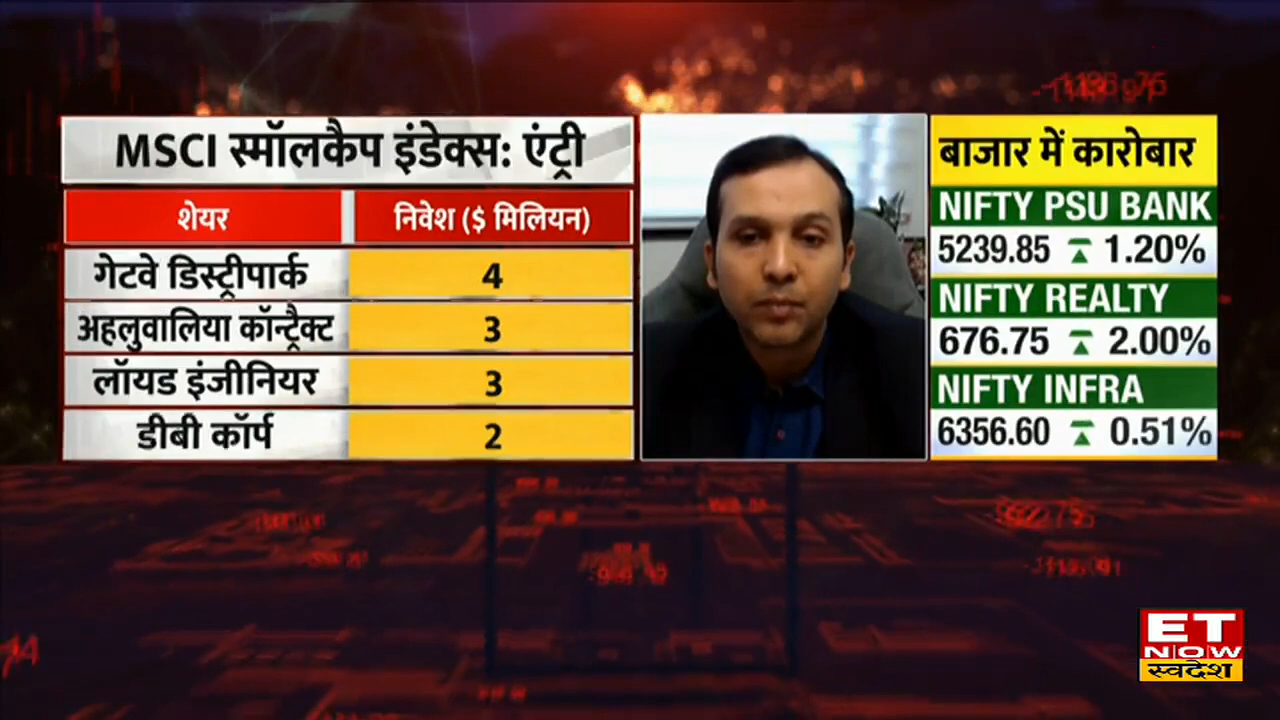 MSCI स्मॉलकैप इंडेक्स: एंट्री
शेयर निवेश ($ मिलियन)
गेटवे डिस्ट्रीपार्क 4
अहलुवालिया कॉन्ट्रैक्ट 3
लॉयड इंजीनियर 3
डीबी कॉर्प 2
बाजार में कारोबार
NIFTY PSU BANK
5239.85 1.20%
NIFTY REALTY
676.75 2.00%
NIFTY INFRA
6356.60 0.51%
ET
NOW
स्वदेश